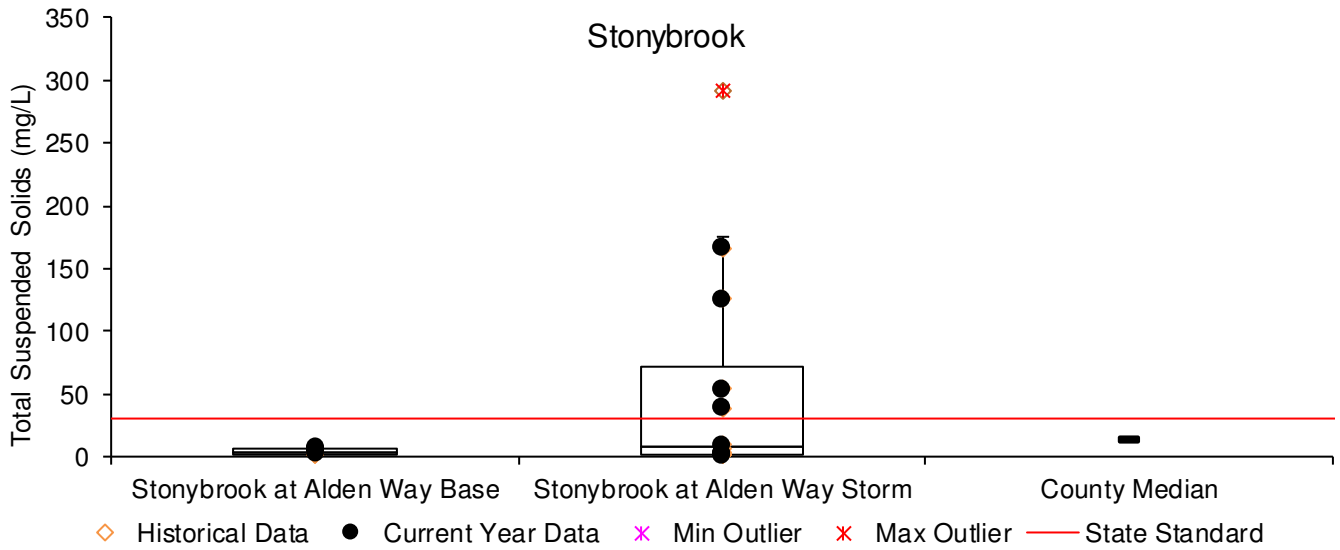 Stonybrook
Total Suspended Solids (mg/L)
350
300
250
200
150
100
50
0
Stonybrook at Alden Way Base Stonybrook at Alden Way Storm County Median
Historical Data Current Year Data Min Outlier Max Outlier State Standard